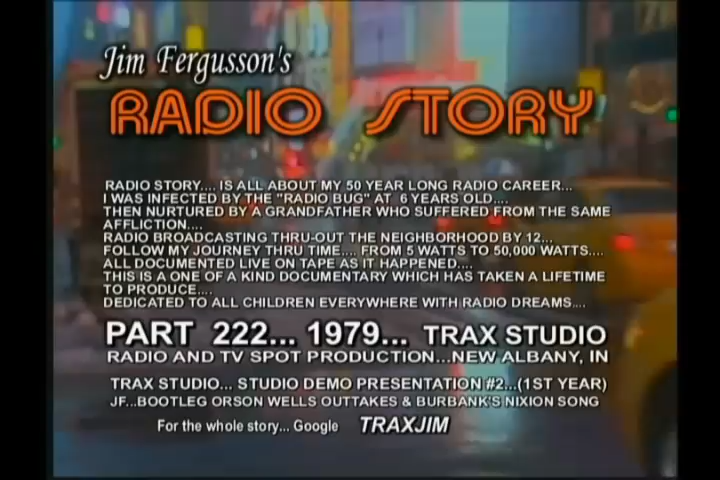 Jim Fergusson's
RADIO STORY
RADIO STORY.... IS ALL ABOUT MY 50 YEAR LONG RADIO CAREER...
I WAS INFECTED BY THE "RADIO BUG" AT 6 YEARS OLD....
THEN NURTURED BY A GRANDFATHER WHO SUFFERED FROM THE SAME
AFFLICTION....
RADIO BROADCASTING THRU-OUT THE NEIGHBORHOOD BY 12...
FOLLOW MY JOURNEY THRU TIME.... FROM 5 WATTS TO 50,000 WATTS....
ALL DOCUMENTED LIVE ON TAPE AS IT HAPPENED....
THIS IS A ONE OF A KIND DOCUMENTARY WHICH HAS TAKEN A LIFETIME
TO PRODUCE....
DEDICATED TO ALL CHILDREN EVERYWHERE WITH RADIO DREAMS....
PART 222... 1979... TRAX STUDIO
RADIO AND TV SPOT PRODUCTION...NEW ALBANY, IN
TRAX STUDIO... STUDIO DEMO PRESENTATION #2...(1ST YEAR)
JF...BOOTLEG ORSON WELLS OUTTAKES & BURBANK'S NIXION SONG
For the whole story... Google TRAXJIM